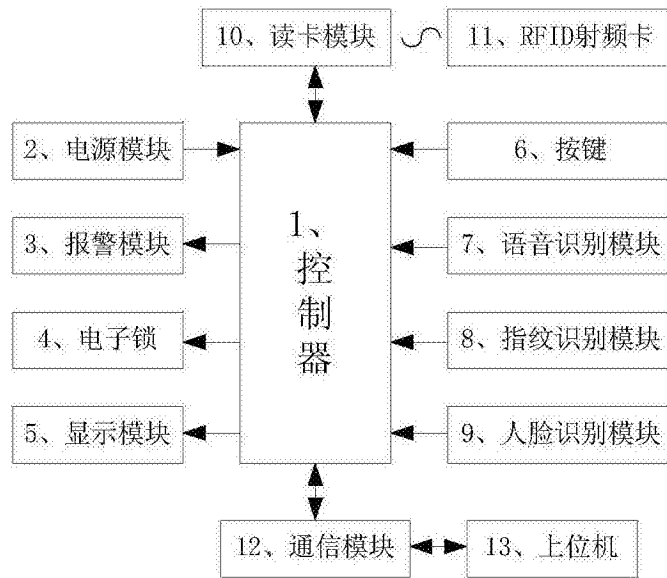 10、读卡模块
11、RFID射频卡
2、电源模块
6、按键
1、
控
制
器
3、报警模块
7、语音识别模块
4、电子锁
8、指纹识别模块
5、显示模块
9、人脸识别模块
12、通信模块
13、上位机